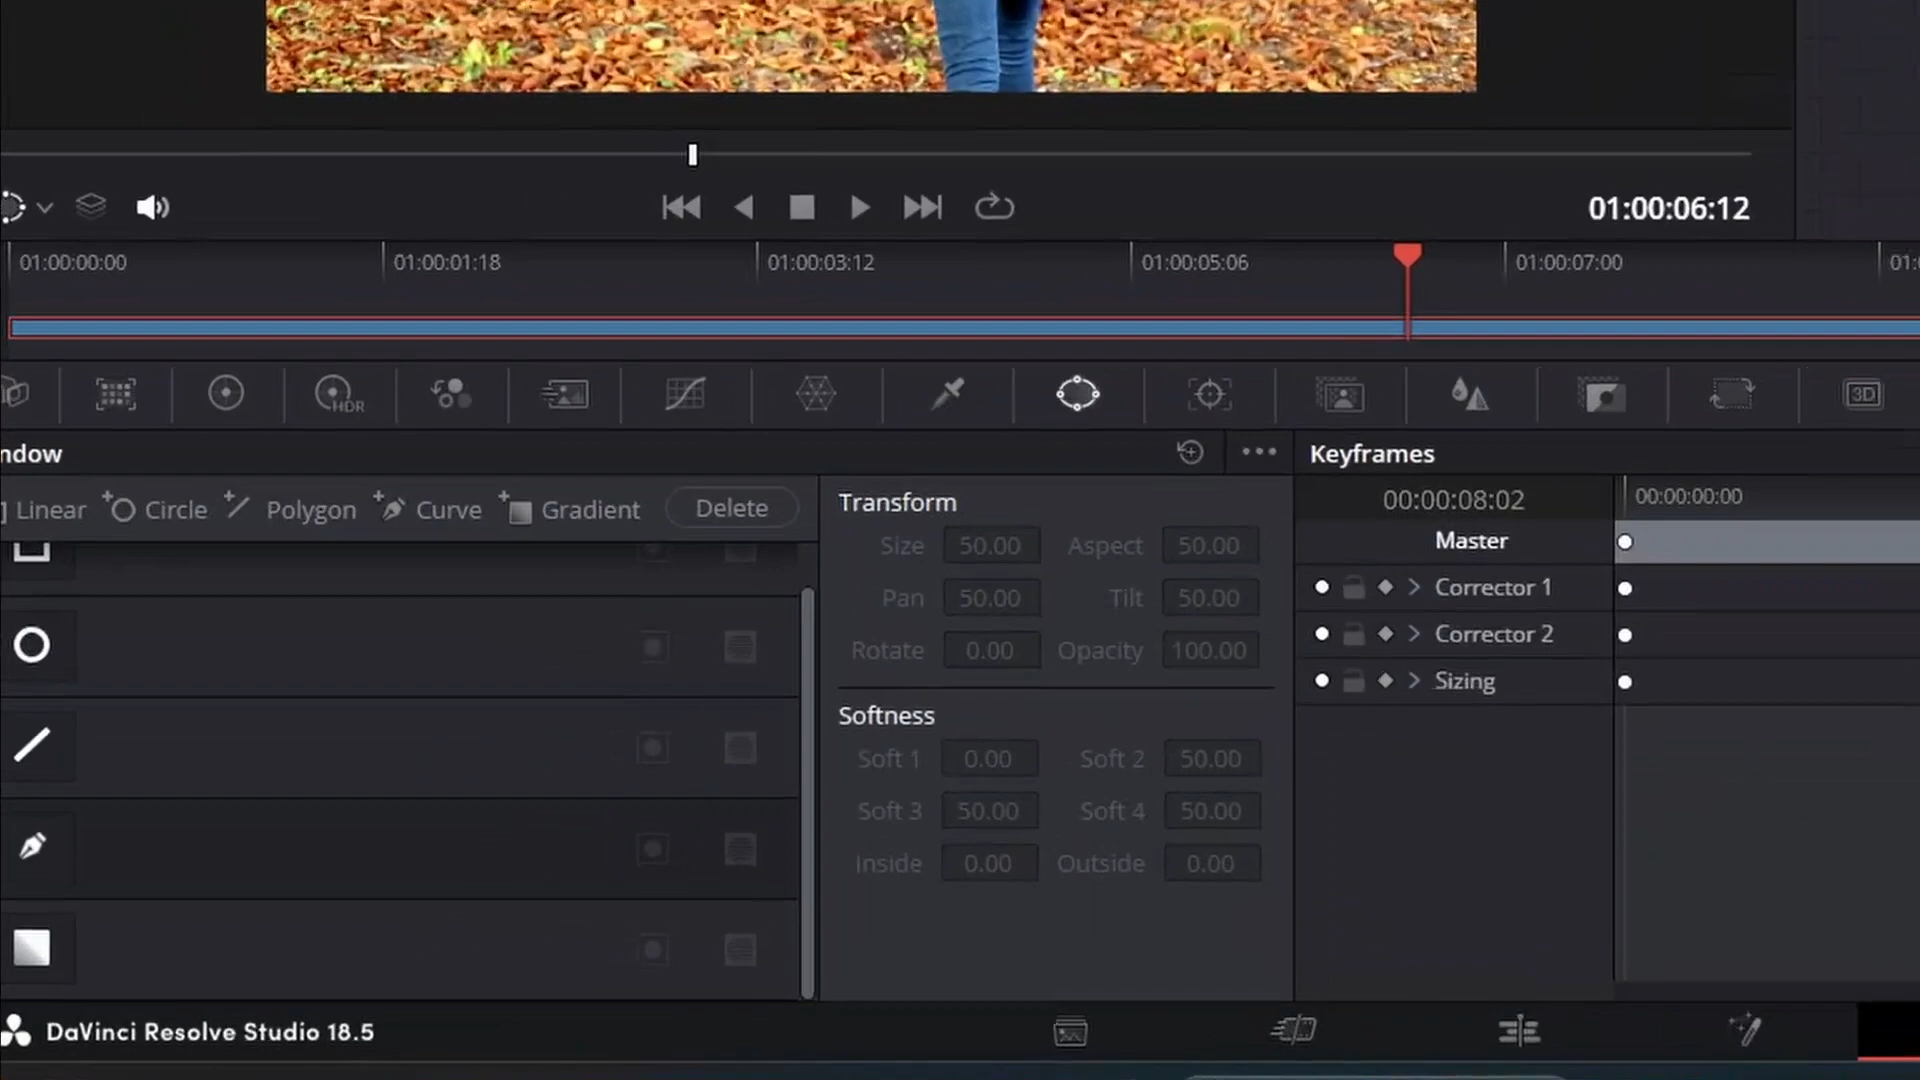 01:00:06:12
01:00:00:00 01:00:01:18 01:00:03:12 01:00:05:06 01:00:07:00 01:
HDR 3D
ndow Keyframes
Linear Circle Polygon Curve Gradient Delete
Transform
Size 50.00 Aspect 50.00
Pan 50.00 Tilt 50.00
Rotate 0.00 Opacity 100.00
Softness
Soft 1 0.00 Soft 2 50.00
Soft 3 50.00 Soft 4 50.00
Inside 0.00 Outside 0.00
00:00:08:02 00:00:00:00
Master
Corrector 1
Corrector 2
Sizing
DaVinci Resolve Studio 18.5